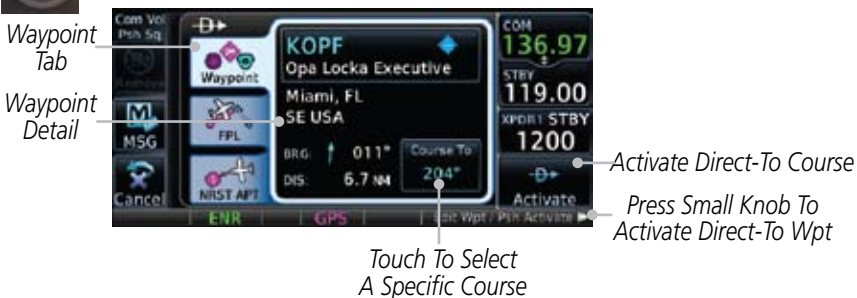 Com Vol
Psh Sq
Waypoint
Tab
Waypoint
Detail
MSG
Cancel
Waypoint
FPL
NRST APT
KOPF
Opa Locka Executive
Miami, FL
SE USA
BRG: 011°
DIS: 6.7 NM
Course To
204°
COM
136.97
STBY
119.00
XPDR1 STBY
1200
Activate
ENR
GPS
Edit Wpt / Psh Activate
Activate Direct-To Course
Press Small Knob To
Activate Direct-To Wpt
Touch To Select
A Specific Course